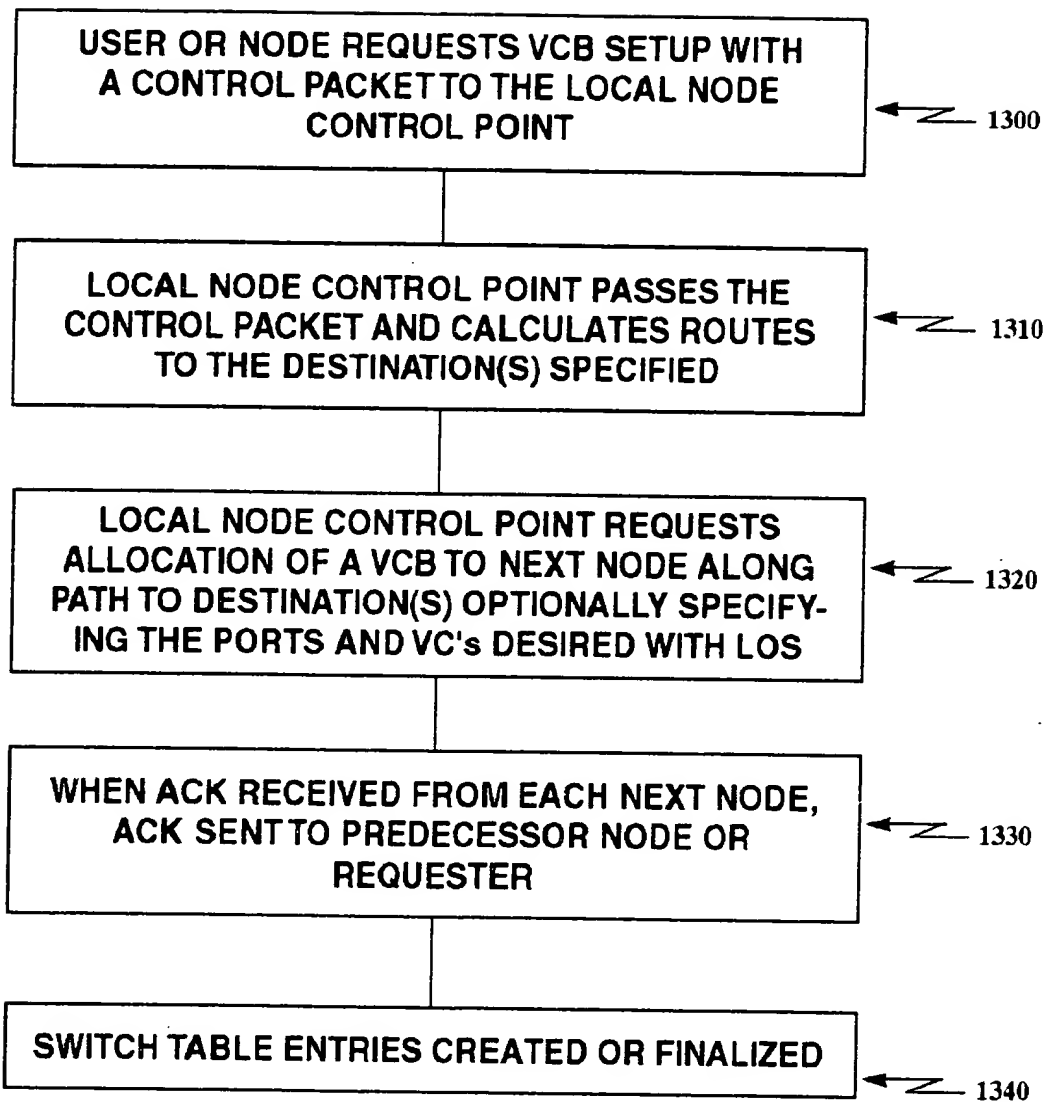 USER OR NODE REQUESTS VCB SETUP WITH
A CONTROL PACKET TO THE LOCAL NODE
CONTROL POINT
1300
LOCAL NODE CONTROL POINT PASSES THE
CONTROL PACKET AND CALCULATES ROUTES
TO THE DESTINATION(S) SPECIFIED
1310
LOCAL NODE CONTROL POINT REQUESTS
ALLOCATION OF A VCB TO NEXT NODE ALONG
PATH TO DESTINATION(S) OPTIONALLY SPECIFY-
ING THE PORTS AND VC's DESIRED WITH LOS
1320
WHEN ACK RECEIVED FROM EACH NEXT NODE,
ACK SENT TO PREDECESSOR NODE OR
REQUESTER
1330
SWITCH TABLE ENTRIES CREATED OR FINALIZED
1340